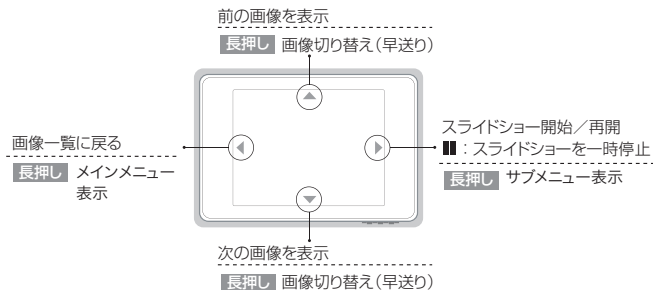 前の画像を表示
長押し 画像切り替え（早送り）
画像一覧に戻る
長押し メインメニュー
表示
スライドショー開始／再開
：スライドショーを一時停止
長押し サブメニュー表示
次の画像を表示
長押し 画像切り替え（早送り）